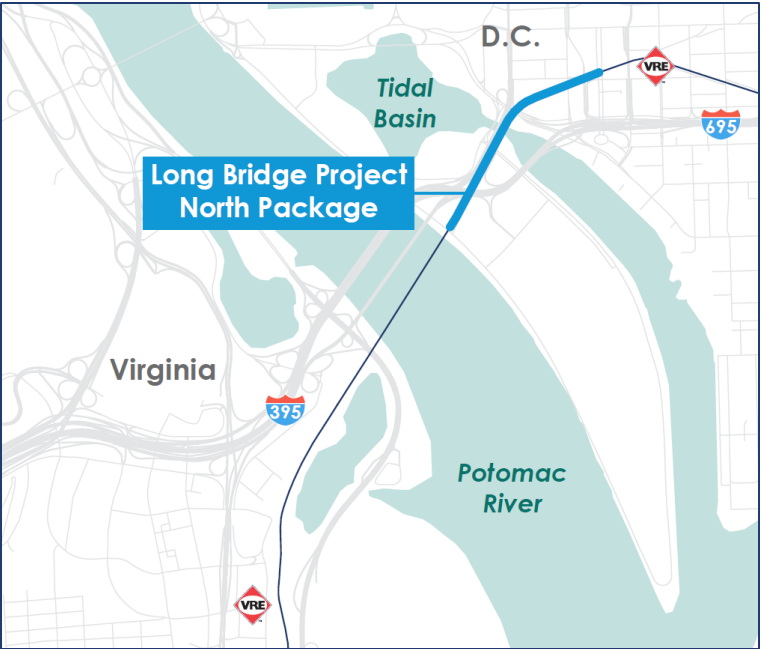 D.C.
VRE
Tidal
Basin
695
Long Bridge Project
North Package
Virginia
395
Potomac
River
VRE